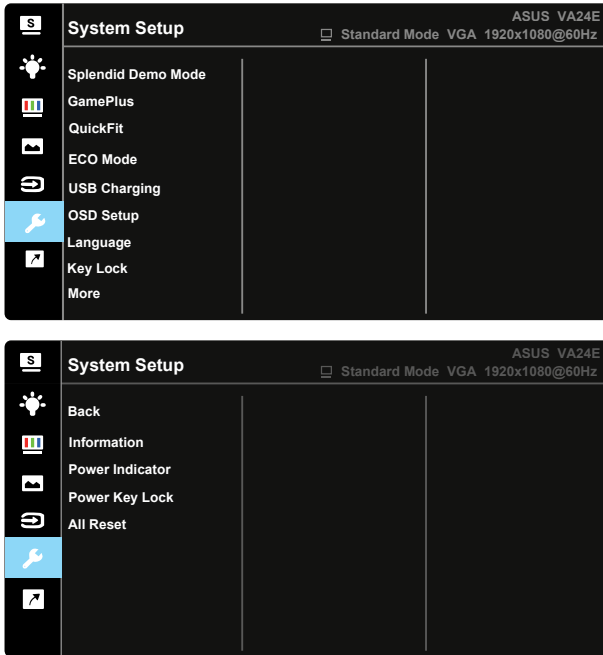 S
System Setup
ASUS VA24E
Standard Mode VGA 1920x1080@60Hz
Splendid Demo Mode
GamePlus
QuickFit
ECO Mode
USB Charging
OSD Setup
Language
Key Lock
More
S
System Setup
ASUS VA24E
Standard Mode VGA 1920x1080@60Hz
Back
Information
Power Indicator
Power Key Lock
All Reset